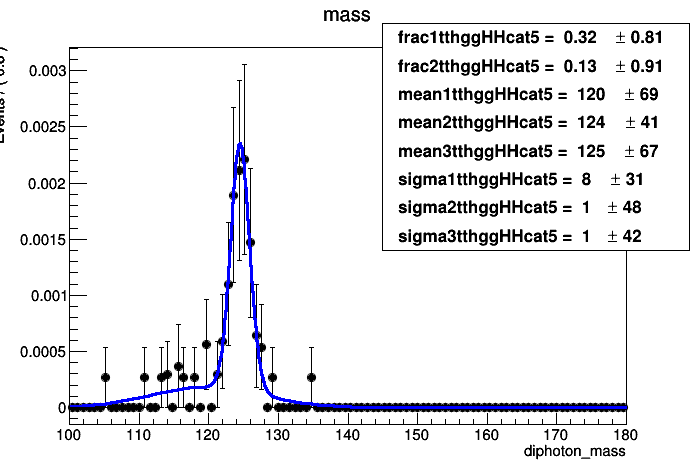 mass
frac1tthggHHcat5 = 0.32 ± 0.81
frac2tthggHHcat5 = 0.13 ± 0.91
mean1tthggHHcat5 = 120 ± 69
mean2tthggHHcat5 = 124 ± 41
mean3tthggHHcat5 = 125 ± 67
sigma1tthggHHcat5 = 8 ± 31
sigma2tthggHHcat5 = 1 ± 48
sigma3tthggHHcat5 = 1 ± 42
Events / (
0.003
0.0025
0.002
0.0015
0.001
0.0005
0
100 110 120 130 140 150 160 170 180
diphoton_mass